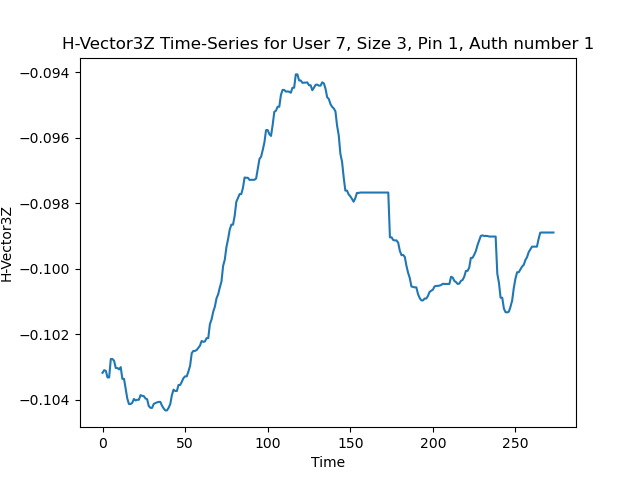 H-Vector3Z Time-Series for User 7, Size 3, Pin 1, Auth number 1
−0.094
−0.096
−0.098
−0.100
−0.102
−0.104
H-Vector3Z
0 50 100 150 200 250
Time